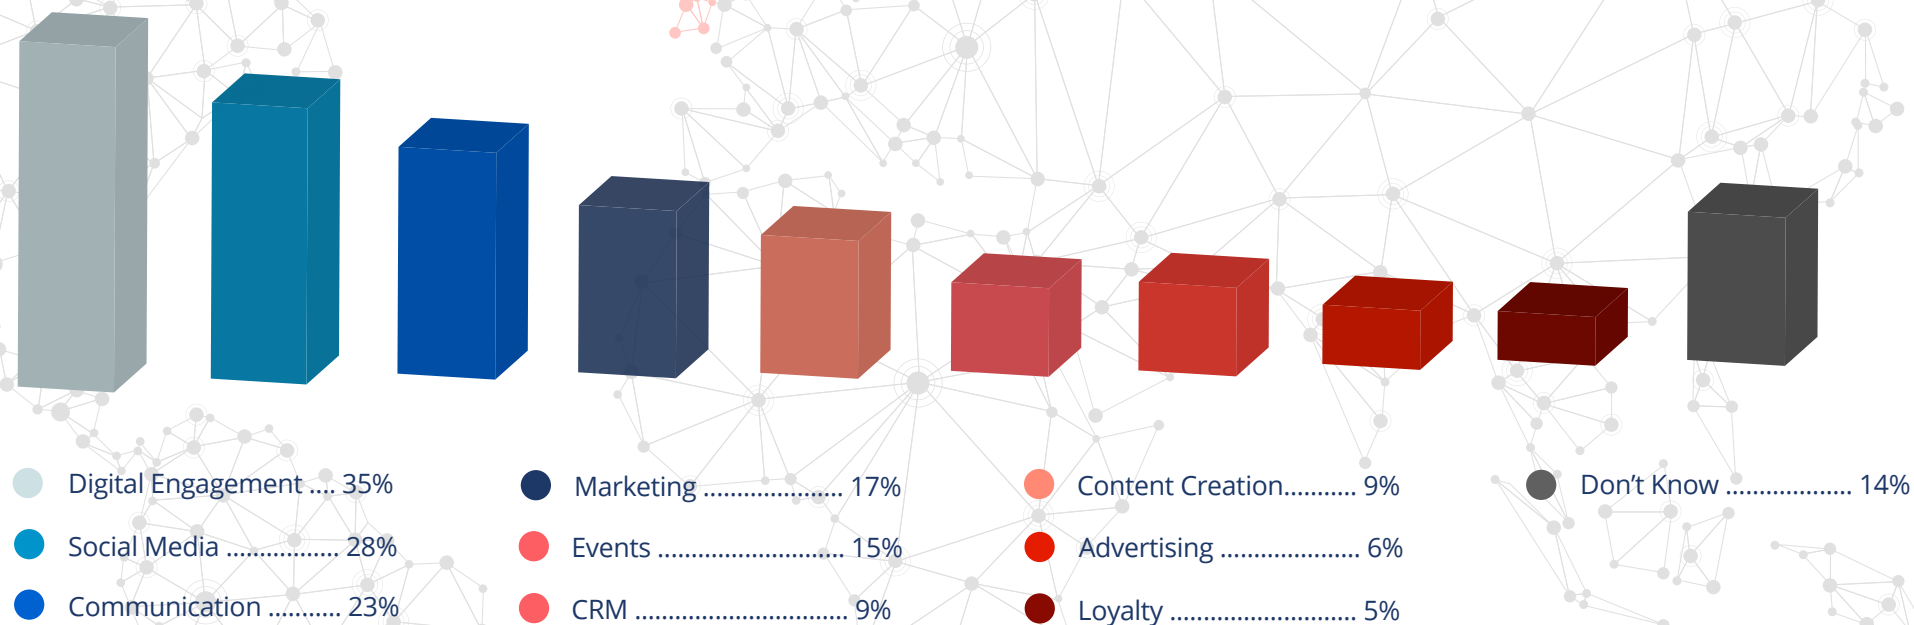 Digital Engagement .... 35%
Social Media ................. 28%
Communication ........... 23%
Marketing ..................... 17%
Events ............................ 15%
CRM ................................ 9%
Content Creation........... 9%
Advertising ..................... 6%
Loyalty ............................ 5%
Don’t Know ................... 14%